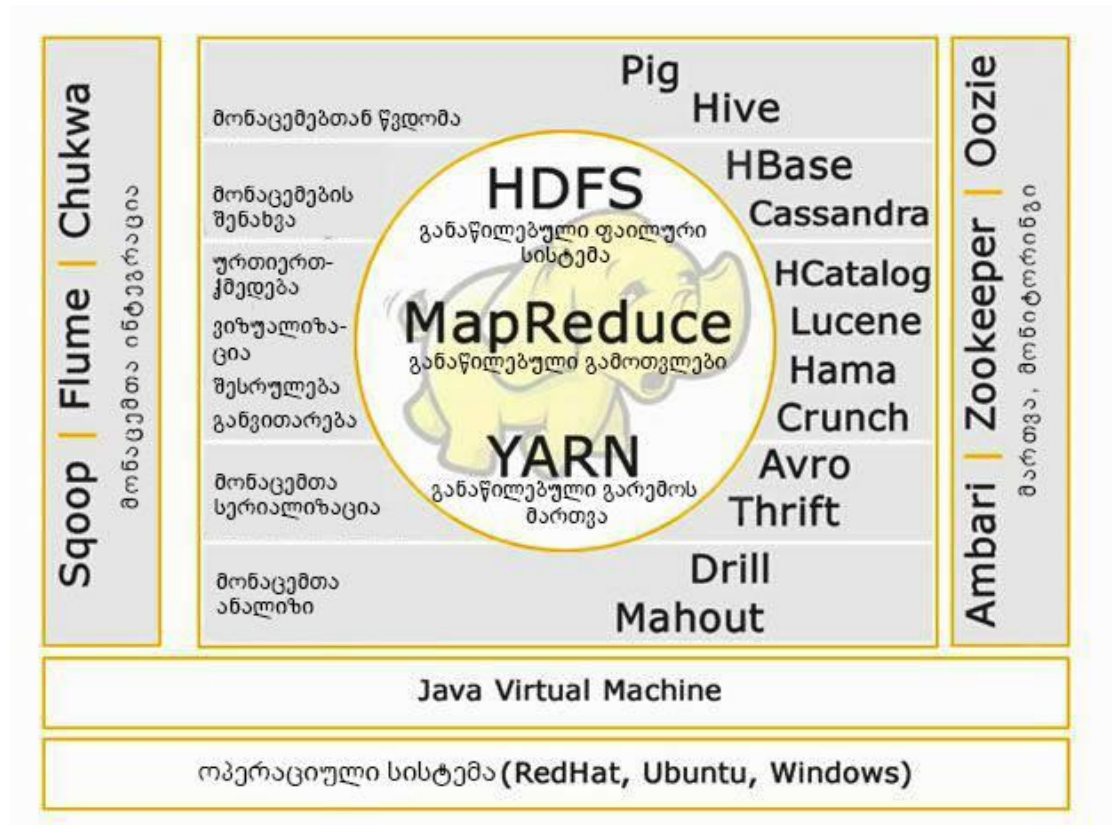 Sqoop | Flume | Chukwa
მონაცემთა ინტეგრაცია
მონაცემებთან წვდომა
Pig
Hive
მონაცემების
შენახვა
HBase
Cassandra
ურთიერთ-
ქმედება
ვიზუალიზა-
ცია
შესრულება
განვითარება
HCatalog
Lucene
Hama
Crunch
მონაცემთა
სერიალიზაცია
Avro
Thrift
მონაცემთა
ანალიზი
Drill
Mahout
HDFS
განაწილებული ფაილური
სისტემა
MapReduce
განაწილებული გამოთვლები
YARN
განაწილებული გარემოს
მართვა
Ambari | Zookeeper | Oozie
მართვა, მონიტორინგი
Java Virtual Machine
ოპერაციული სისტემა (RedHat, Ubuntu, Windows)